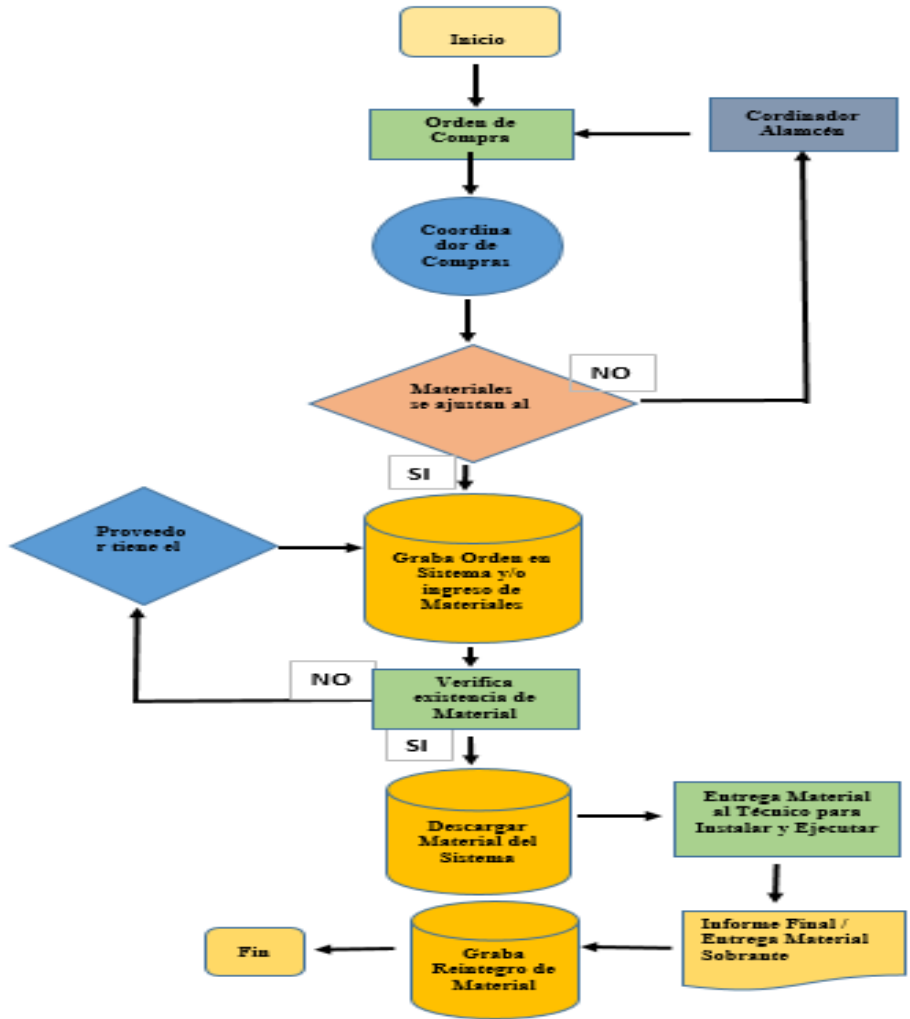 Inicio
Orden de
Compra
Cordinador
Alamcén
Coordina
dor de
Compras
Materiales
se ajustan al
NO
SI
Proveedo
r tiene el
Graba Orden en
Sistema y/o
ingreso de
Materiales
NO
Verifica
existencia de
Material
SI
Descargar
Material del
Sistema
Entrega Material
al Técnico para
Instalar y Ejecutar
Informe Final /
Entrega Material
Sobrante
Graba
Reintegro de
Material
Fin